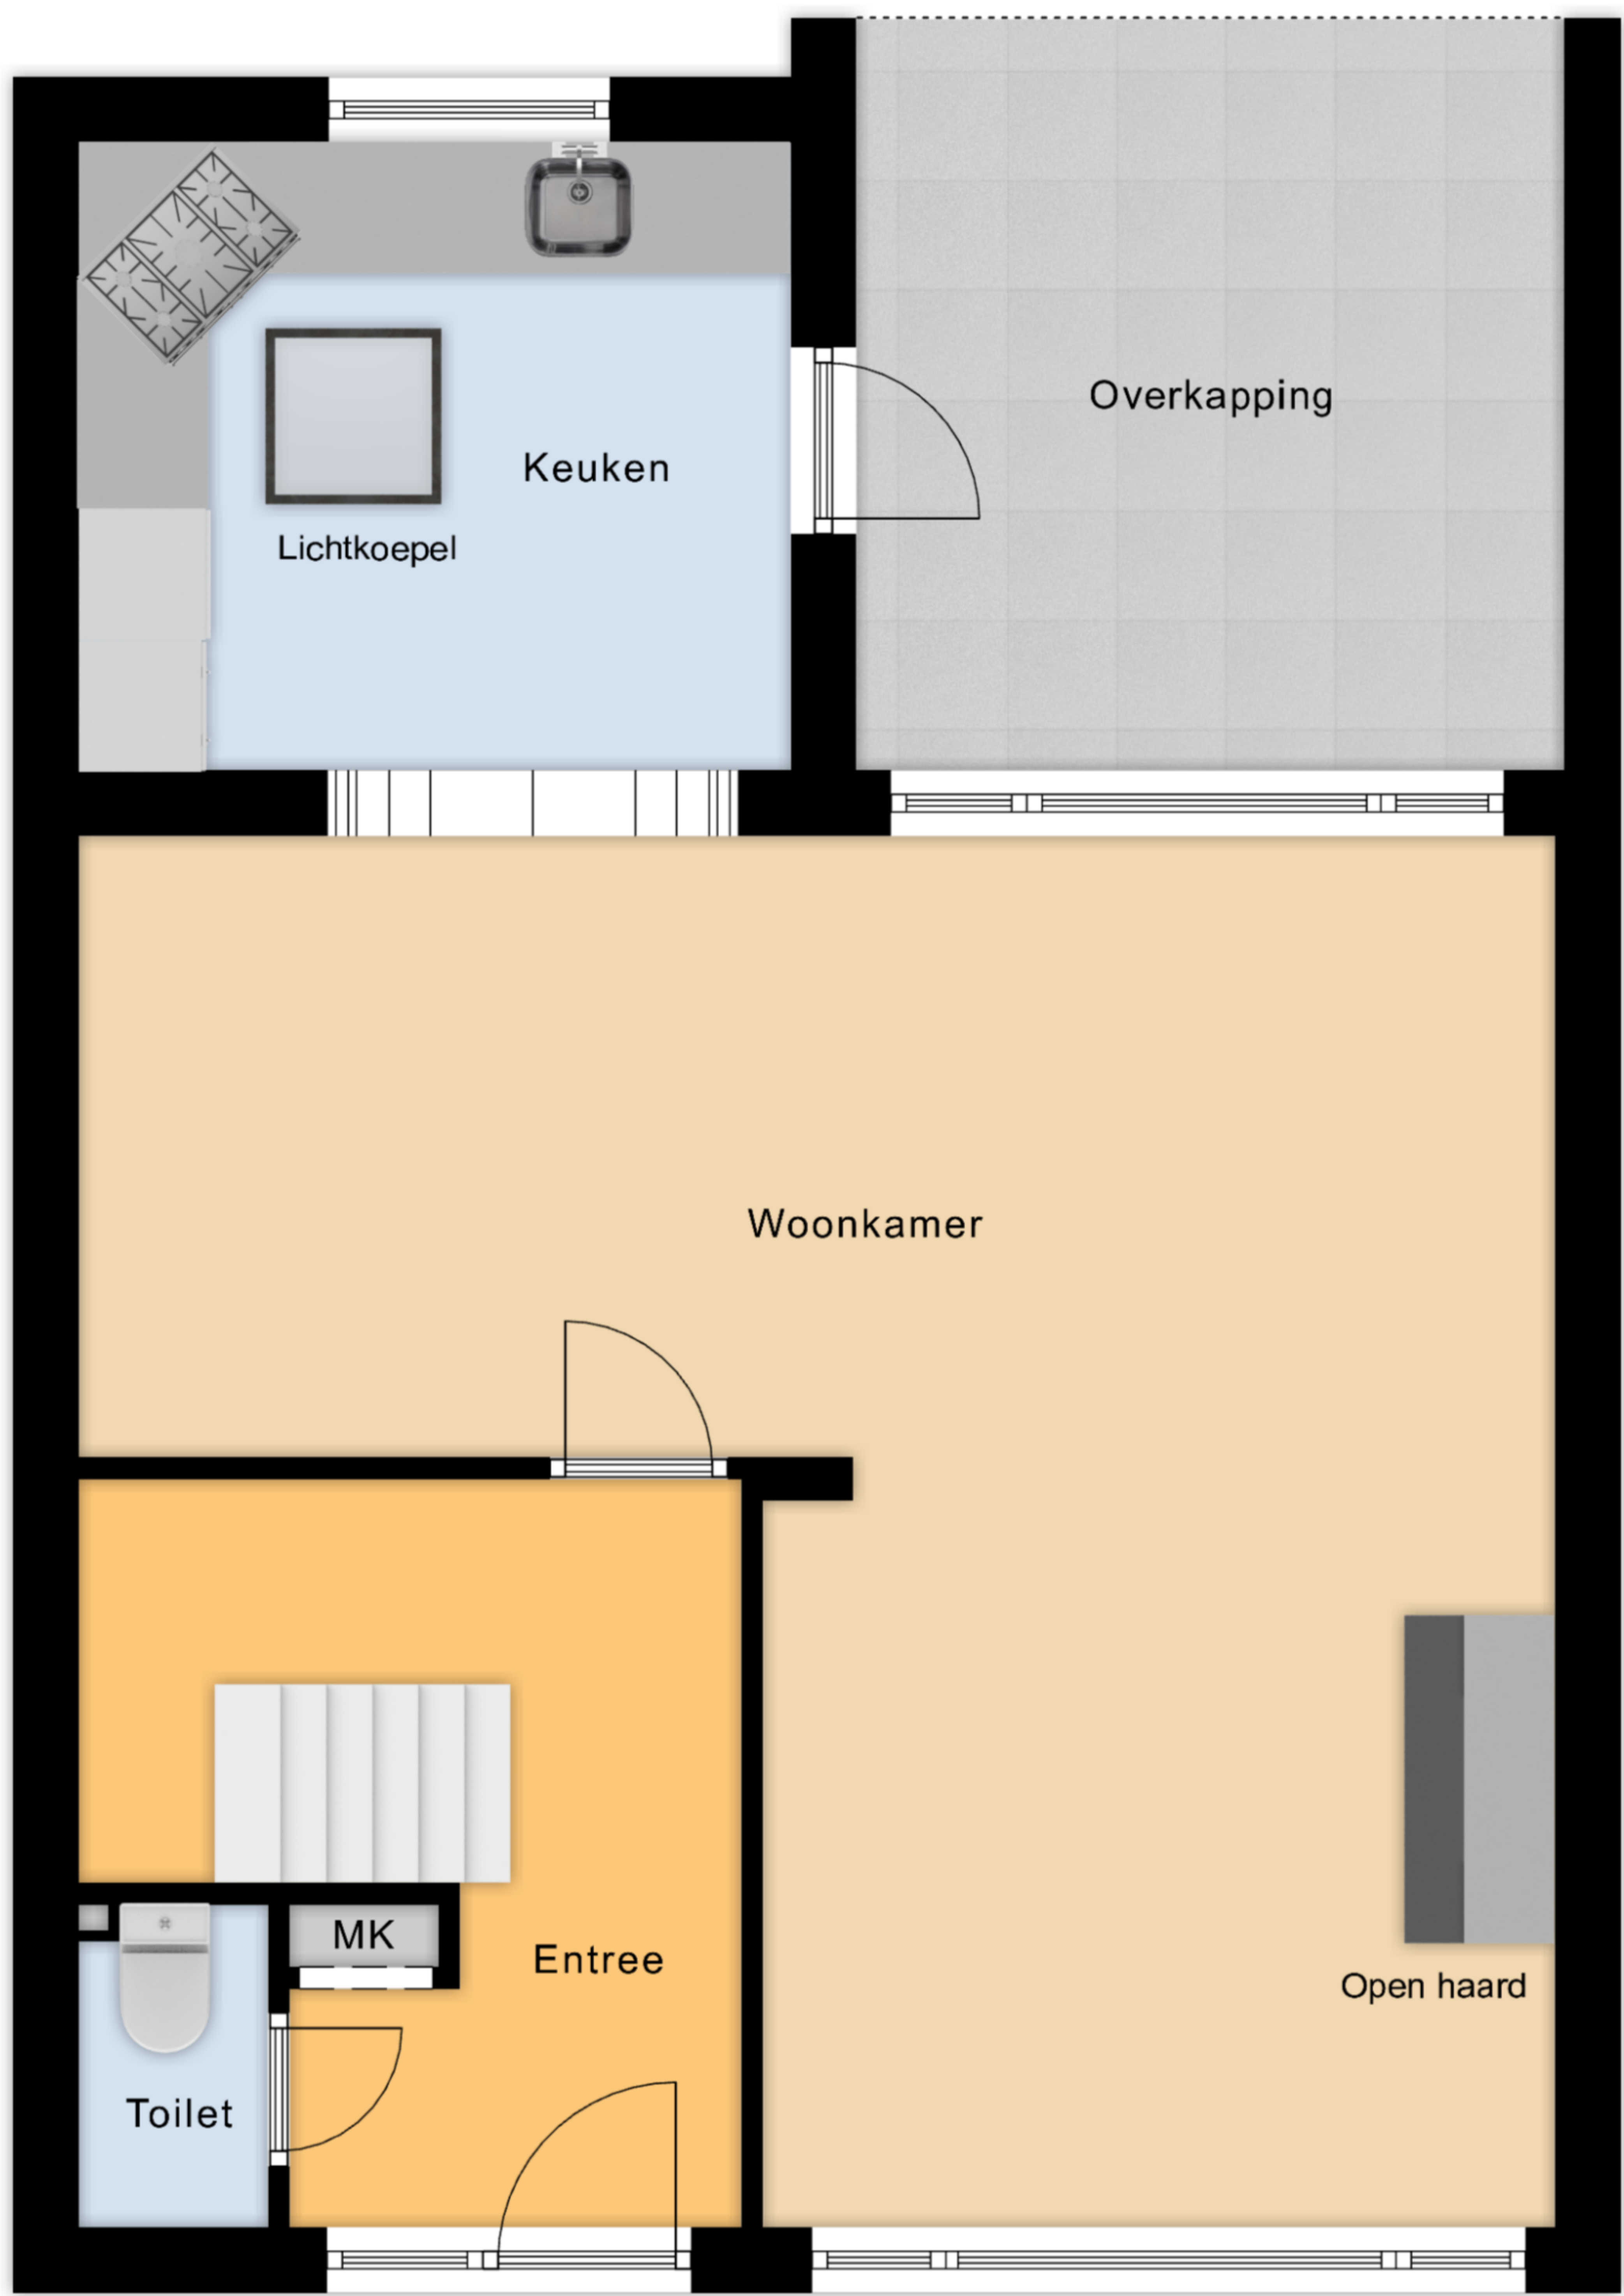 Overkapping
Keuken
Lichtkoepel
Woonkamer
MK
Entree
Open haard
Toilet